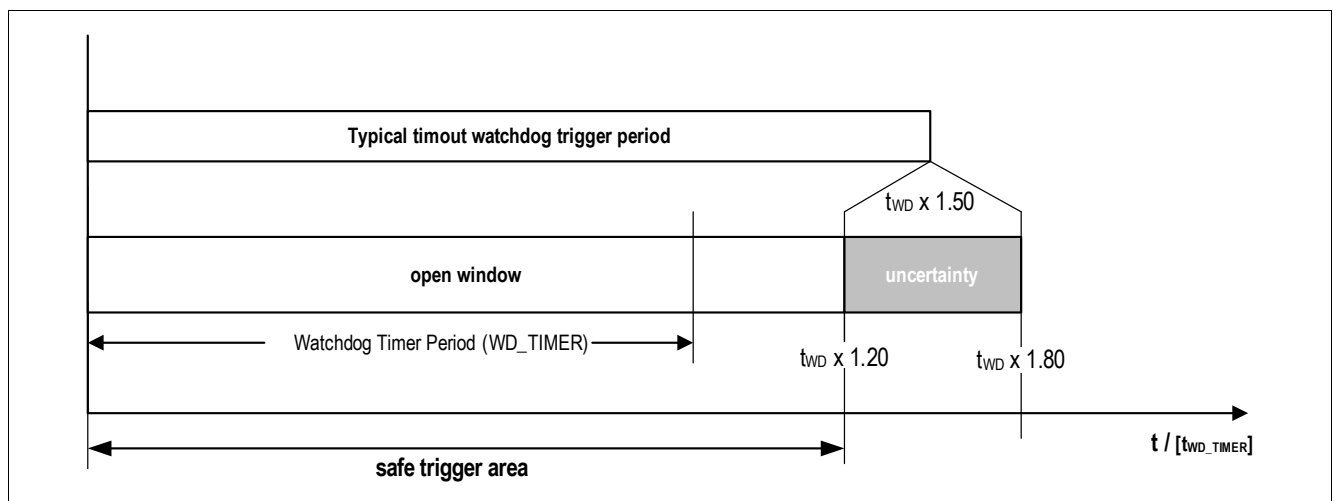 Typical timout watchdog trigger period
tWD x 1.50
open window
uncertainty
Watchdog Timer Period (WD_TIMER)
tWD x 1.20
tWD x 1.80
t / [tWD_TIMER]
safe trigger area